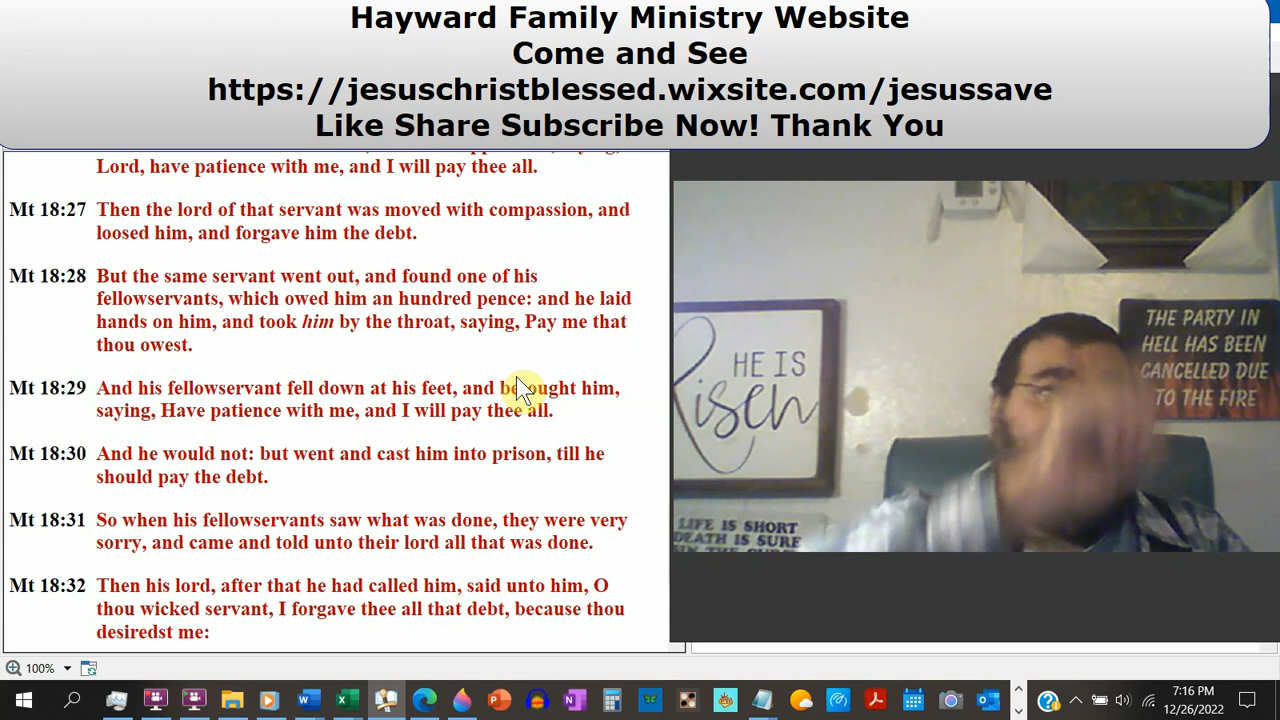 Hayward Family Ministry Website
Come and See
https://jesuschristblessed.wixsite.com/jesussave
Like Share Subscribe Now! Thank You
Lord, have patience with me, and I will pay thee all.
Mt 18:27 Then the lord of that servant was moved with compassion, and
loosed him, and forgave him the debt.
Mt 18:28 But the same servant went out, and found one of his
fellowservants, which owed him an hundred pence: and he laid
hands on him, and took him by the throat, saying, Pay me that
thou owest.
Mt 18:29 And his fellowservant fell down at his feet, and besought him,
saying, Have patience with me, and I will pay thee all.
Mt 18:30 And he would not: but went and cast him into prison, till he
should pay the debt.
Mt 18:31 So when his fellowservants saw what was done, they were very
sorry, and came and told unto their lord all that was done.
Mt 18:32 Then his lord, after that he had called him, said unto him, O
thou wicked servant, I forgave thee all that debt, because thou
desiredst me:
HE IS
Risen
THE PARTY IN
HELL HAS BEEN
CANCELLED DUE
TO THE FIRE
LIFE IS SHORT
DEATH IS SURE
100%
7:16 PM
12/26/2022